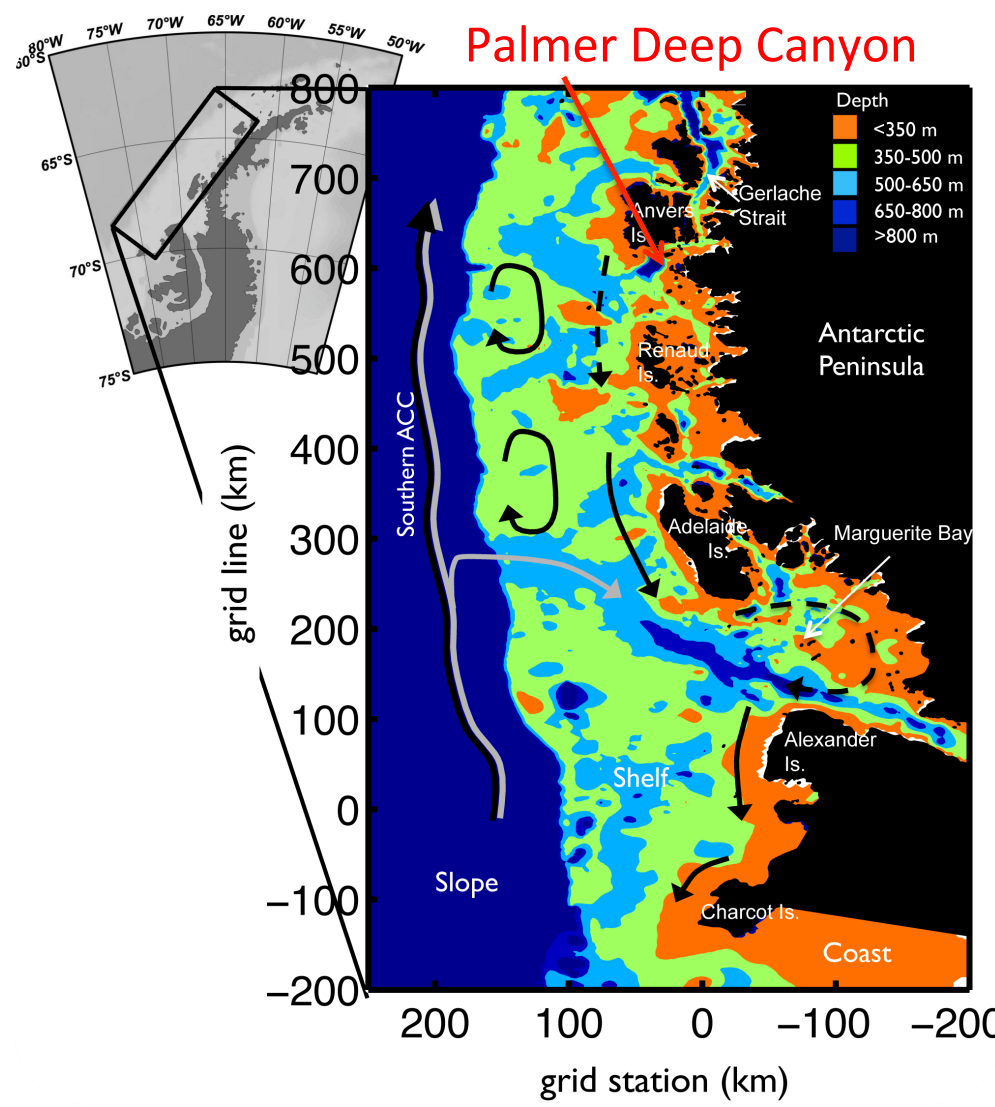 80°W
75°W
70°W
65°W
60°W
55°W
50°W
60°S
65°S
70°S
75°S
Palmer Deep Canyon
Depth
<350 m
350-500 m
500-650 m
650-800 m
>800 m
Gerlache
Strait
Anvers
Is.
Antarctic
Peninsula
Renaud
Is.
Southern ACC
Adelaide
Is.
Marguerite Bay
Alexander
Is.
Shelf
Slope
Charcot Is.
Coast
grid line (km)
800
700
600
500
400
300
200
100
0
−100
−200
200
100
0
−100
−200
grid station (km)